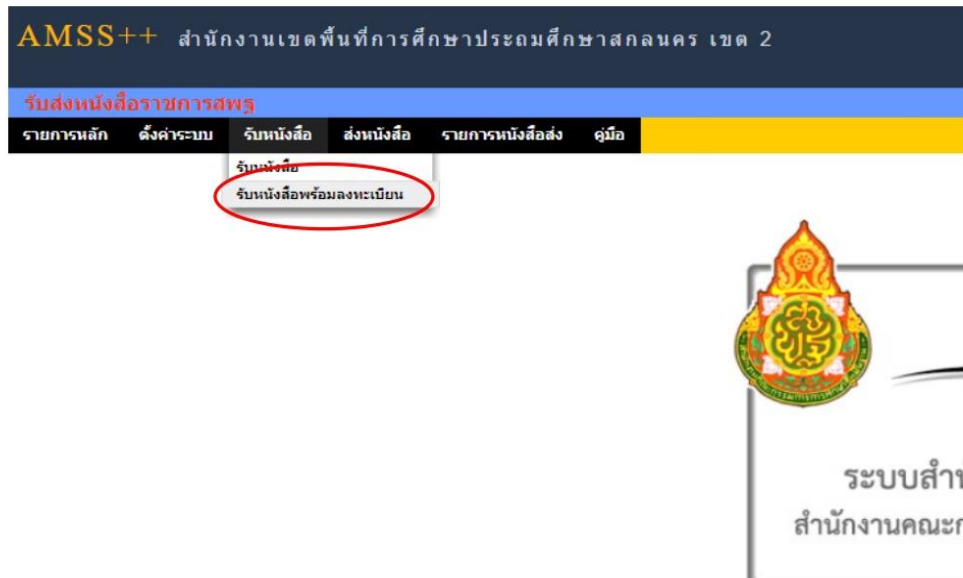 AMSS++ สำนักงานเขตพื้นที่การศึกษาประถมศึกษาสกลนคร เขต 2
รับส่งหนังสือราชการสพฐ
รายการหลัก ตั้งค่าระบบ รับหนังสือ ส่งหนังสือ รายการหนังสือส่ง คู่มือ
รับหนังสือ
รับหนังสือพร้อมลงทะเบียน
ระบบสำ
สำนักงานคณะก